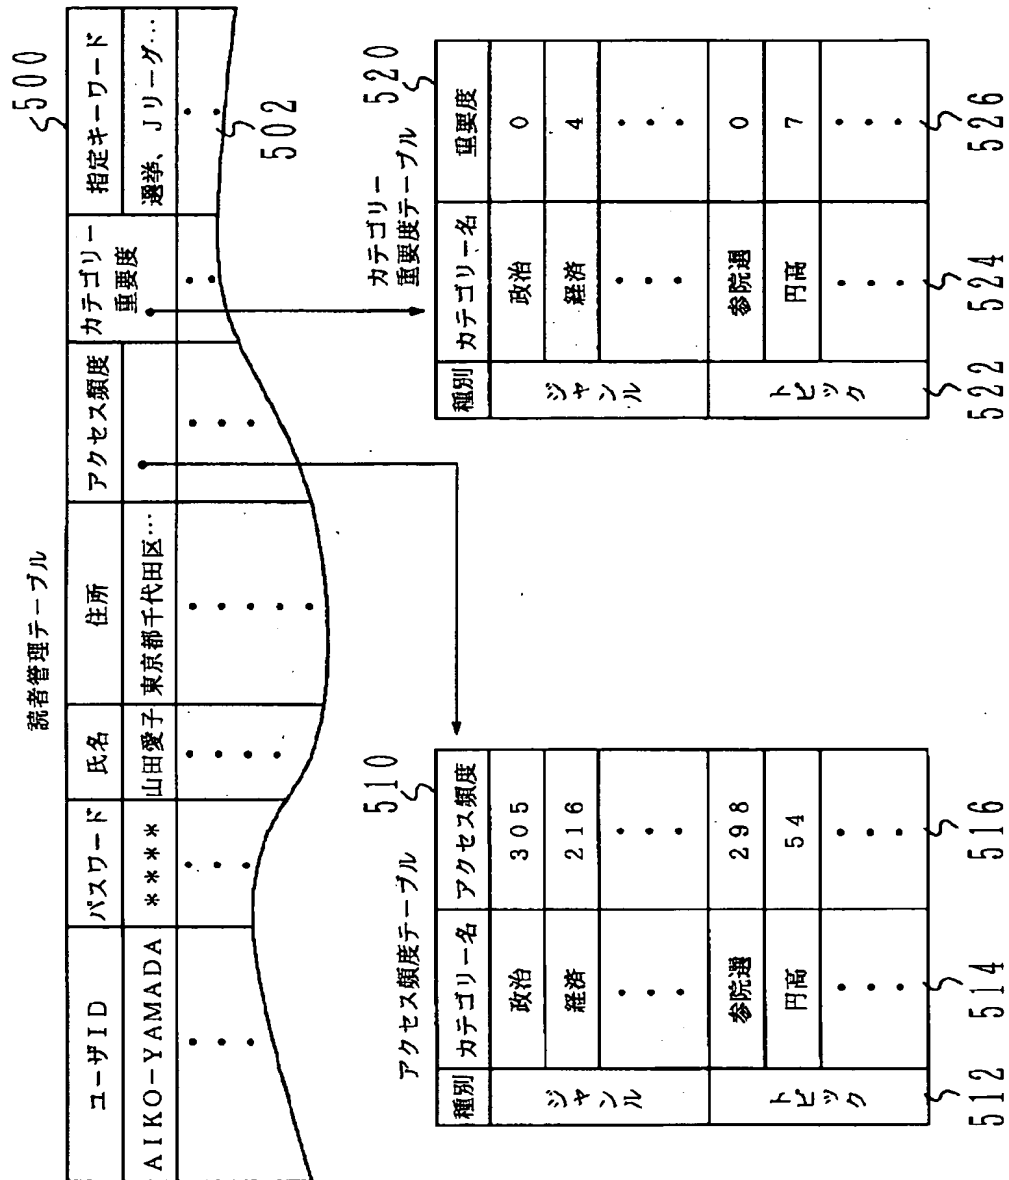 読者管理テーブル
500
ユーザID パスワード 氏名 住所 アクセス頻度 カテゴリー重要度 指定キーワード
AIKO-YAMADA **** 山田愛子 東京都千代田区… 選挙、Jリーグ…
502
アクセス頻度テーブル
510
種別 カテゴリー名 アクセス頻度
ジャンル
政治 305
経済 216
トピック
参院選 298
円高 54
512 514 516
カテゴリー
重要度テーブル
520
種別 カテゴリー名 重要度
ジャンル
政治 0
経済 4
トピック
参院選 0
円高 7
522 524 526